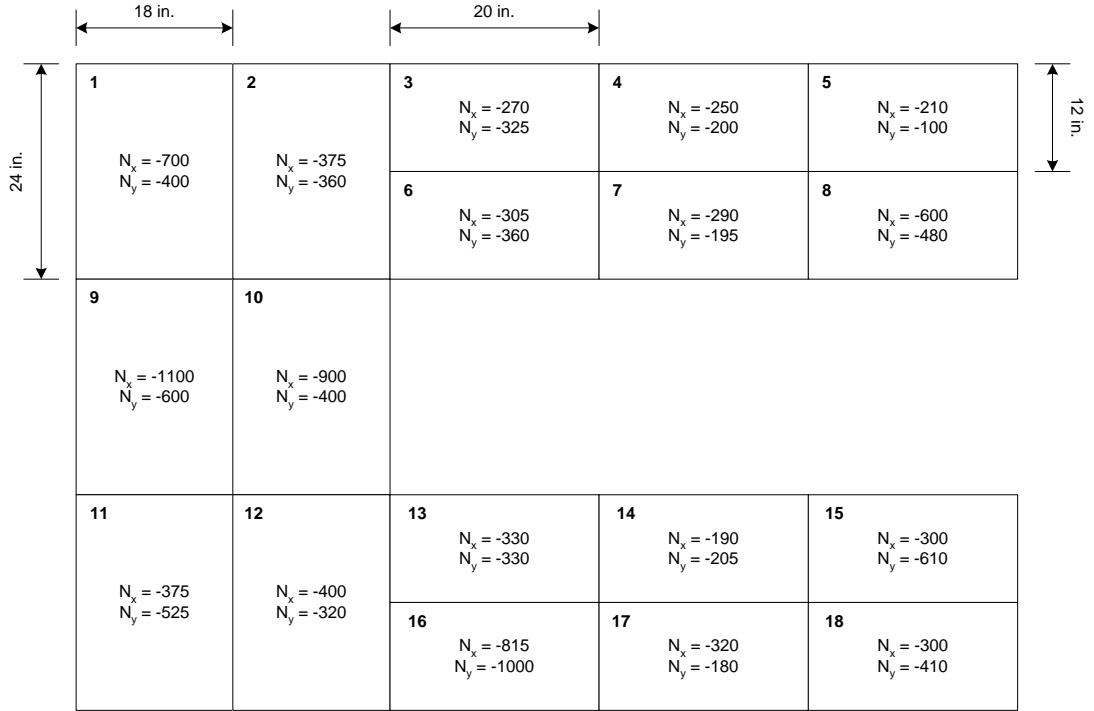 18 in.
20 in.
24 in.
12 in.
1
N_x = -700
N_y = -400
2
N_x = -375
N_y = -360
3
N_x = -270
N_y = -325
4
N_x = -250
N_y = -200
5
N_x = -210
N_y = -100
6
N_x = -305
N_y = -360
7
N_x = -290
N_y = -195
8
N_x = -600
N_y = -480
9
N_x = -1100
N_y = -600
10
N_x = -900
N_y = -400
11
N_x = -375
N_y = -525
12
N_x = -400
N_y = -320
13
N_x = -330
N_y = -330
14
N_x = -190
N_y = -205
15
N_x = -300
N_y = -610
16
N_x = -815
N_y = -1000
17
N_x = -320
N_y = -180
18
N_x = -300
N_y = -410